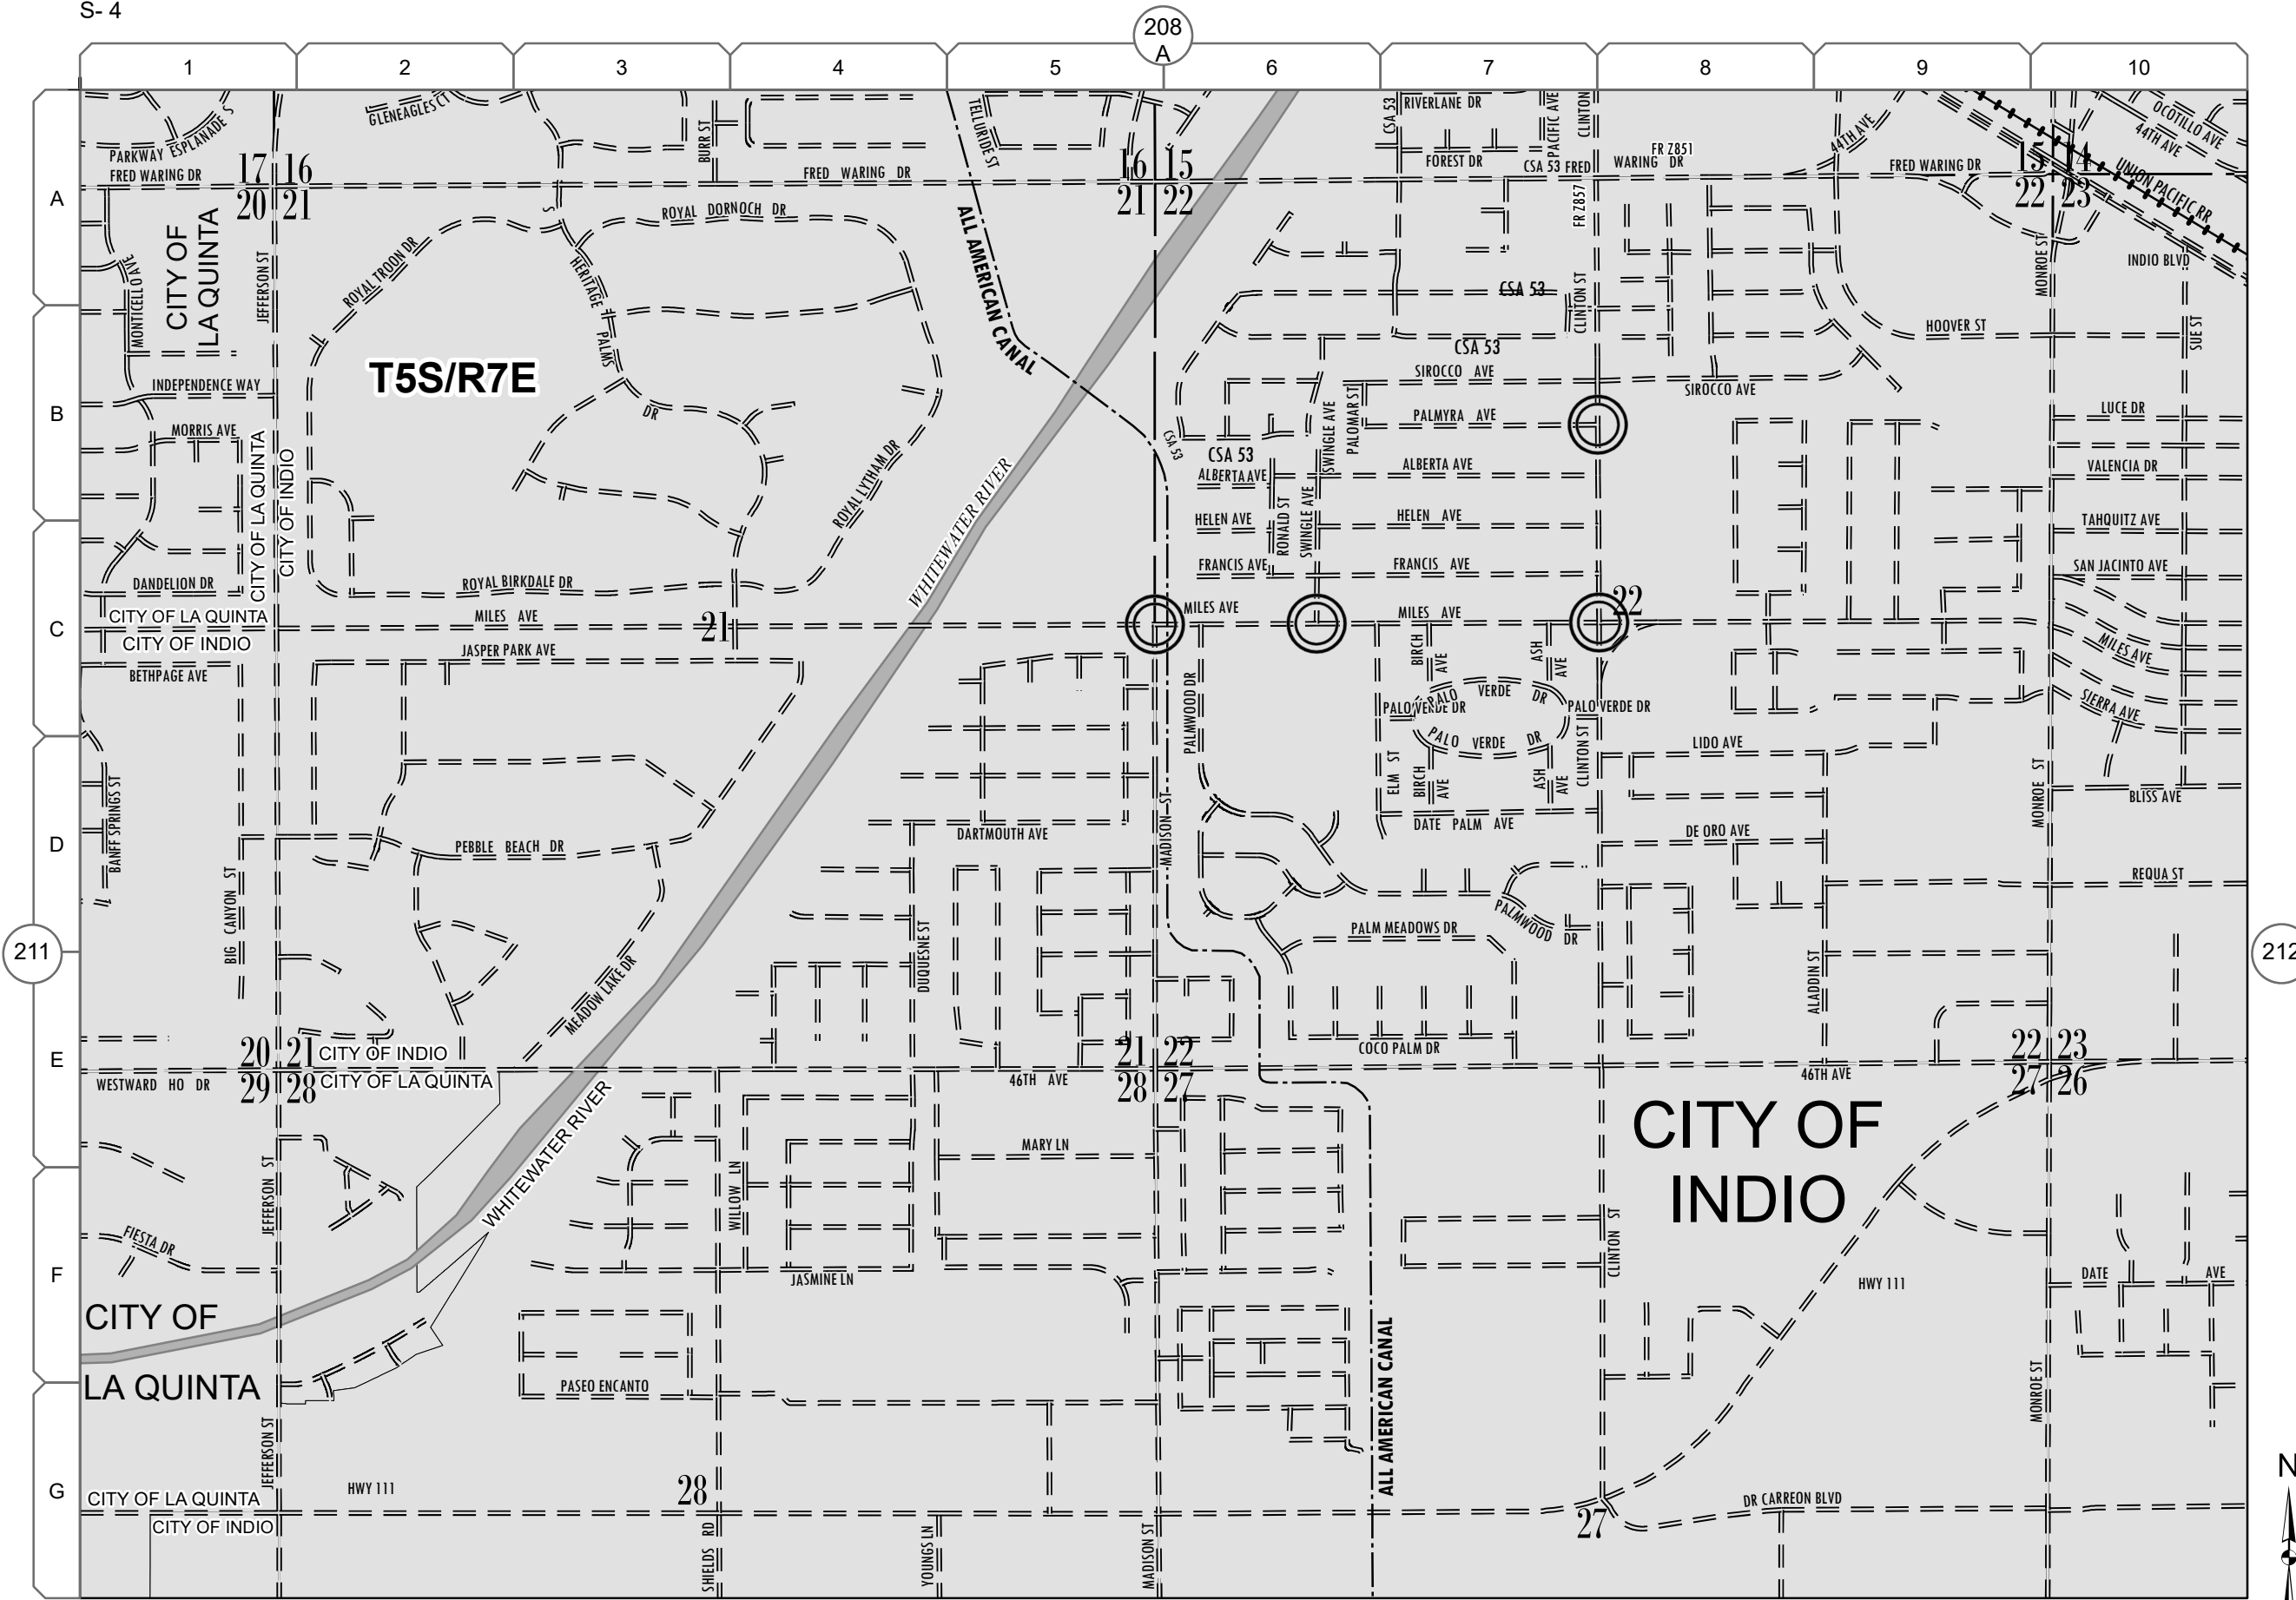 S- 4
208
A
1
2
3
4
5
6
7
8
9
10
A
B
C
D
E
F
G
211
212
N
GLENEAGLES CT
PARKWAY ESPLANADE S
BURR ST
TELLURIDE ST
CSA 53
RIVERLANE DR
PACIFIC AVE
CLINTON
FOREST DR
CSA 53
FRED
WARING DR
FR Z851
44TH AVE
FRED WARING DR
OCOTILLO AVE
44TH AVE
UNION PACIFIC RR
FRED WARING DR
17
16
20
21
FRED WARING DR
16
15
21
22
15
14
22
23
FR Z857
CITY OF
LA QUINTA
MONTICELLO AVE
JEFFERSON ST
ROYAL TROON DR
ROYAL DORNOCH DR
S
HERITAGE
PALMS
DR
ALL AMERICAN CANAL
CSA 53
CLINTON ST
MONROE ST
INDIO BLVD
HOOVER ST
SUE ST
T5S/R7E
INDEPENDENCE WAY
MORRIS AVE
CITY OF LA QUINTA
CITY OF INDIO
ROYAL LYTHAM DR
WHITEWATER RIVER
CSA 53
SIROCCO AVE
SIROCCO AVE
PALMYRA AVE
PALOMAR ST
SWINGLE AVE
LUCE DR
CSA 53
CSA 53
ALBERTA AVE
ALBERTA AVE
VALENCIA DR
HELEN AVE
RONALD ST
SWINGLE AVE
HELEN AVE
TAHQUITZ AVE
FRANCIS AVE
FRANCIS AVE
SAN JACINTO AVE
DANDELION DR
ROYAL BIRKDALE DR
CITY OF LA QUINTA
CITY OF INDIO
MILES AVE
21
MILES AVE
MILES AVE
22
MILES AVE
BETHPAGE AVE
JASPER PARK AVE
BIRCH
AVE
ASH
AVE
PALMWOOD DR
PALO VERDE DR
PALO VERDE DR
PALO VERDE DR
PALO VERDE DR
CLINTON ST
SIERRA AVE
LIDO AVE
ELM ST
BIRCH
AVE
ASH
AVE
MONROE ST
BLISS AVE
BANFF SPRINGS ST
PEBBLE BEACH DR
DARTMOUTH AVE
MADISON ST
DATE PALM AVE
DE ORO AVE
BIG CANYON ST
REQUA ST
DUQUESNE ST
PALM MEADOWS DR
PALMWOOD DR
MEADOW LAKE DR
ALADDIN ST
COCO PALM DR
20
21
29
28
CITY OF INDIO
CITY OF LA QUINTA
WESTWARD HO DR
46TH AVE
21
22
28
27
46TH AVE
22
23
27
26
CITY OF
INDIO
WHITEWATER RIVER
MARY LN
JEFFERSON ST
WILLOW LN
FIESTA DR
JASMINE LN
CLINTON ST
HWY 111
DATE AVE
CITY OF
LA QUINTA
PASEO ENCANTO
ALL AMERICAN CANAL
MONROE ST
JEFFERSON ST
HWY 111
28
CITY OF LA QUINTA
CITY OF INDIO
27
DR CARREON BLVD
SHIELDS RD
YOUNGS LN
MADISON ST